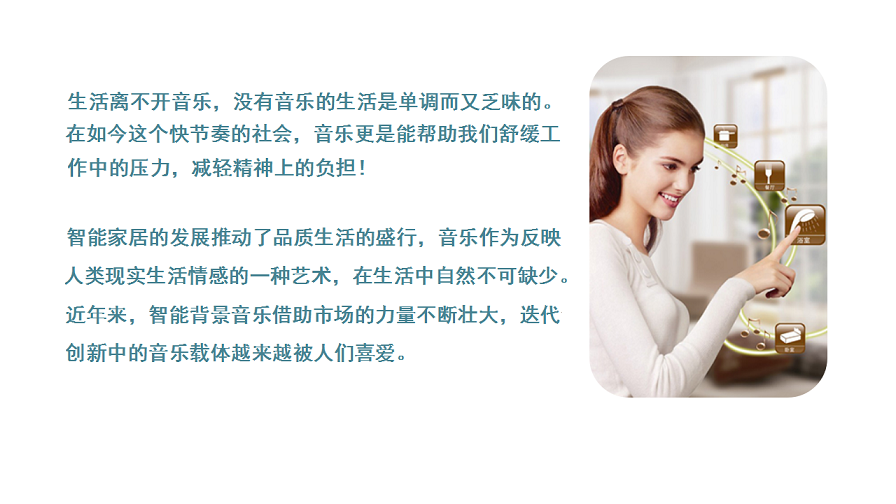 生活离不开音乐，没有音乐的生活是单调而又乏味的。
在如今这个快节奏的社会，音乐更是能帮助我们舒缓工
作中的压力，减轻精神上的负担！
智能家居的发展推动了品质生活的盛行，音乐作为反映
人类现实生活情感的一种艺术，在生活中自然不可缺少。
近年来，智能背景音乐借助市场的力量不断壮大，迭代
创新中的音乐载体越来越被人们喜爱。
餐厅
浴室
卧室